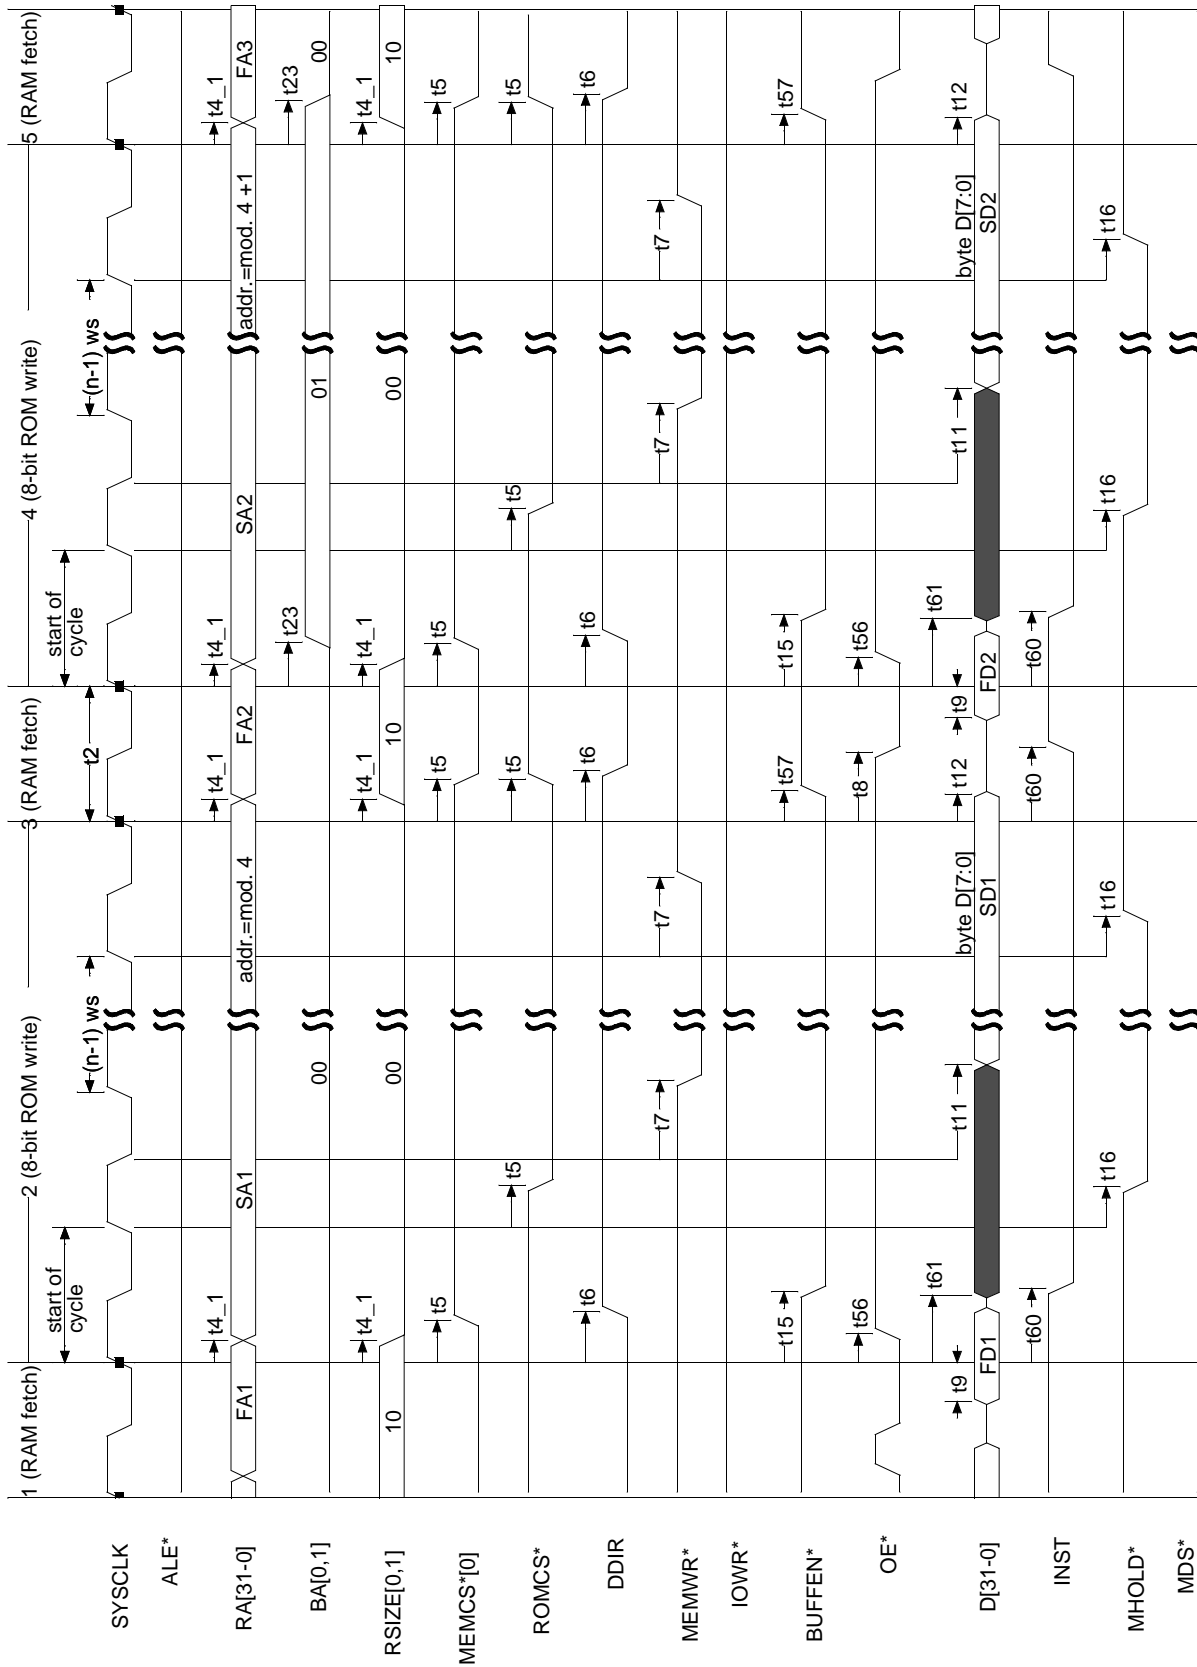 1 (RAM fetch) 2 (8-bit ROM write) 3 (RAM fetch) 4 (8-bit ROM write) 5 (RAM fetch)
start of cycle (n-1) ws t2 start of cycle (n-1) ws
SYSCLK
ALE*
t4_1 t4_1 t4_1 t4_1
RA[31-0] FA1 SA1 addr.=mod. 4 FA2 SA2 addr.=mod. 4 +1 FA3
t23 t23
BA[0,1] 00 01 00
t4_1 t4_1 t4_1 t4_1
RSIZE[0,1] 10 00 10 00 10
t5 t5 t5 t5
MEMCS*[0]
t5 t5 t5 t5
ROMCS*
t6 t6 t6 t6
DDIR
t7 t7 t7 t7
MEMWR*
IOWR*
t15 t57 t15 t57
BUFFEN*
t56 t8 t56
OE*
t61 t61
t9 t11 t12 t9 t11 t12
byte D[7:0] byte D[7:0]
D[31-0] FD1 SD1 FD2 SD2
t60 t60 t60
INST
t16 t16 t16 t16
MHOLD*
MDS*